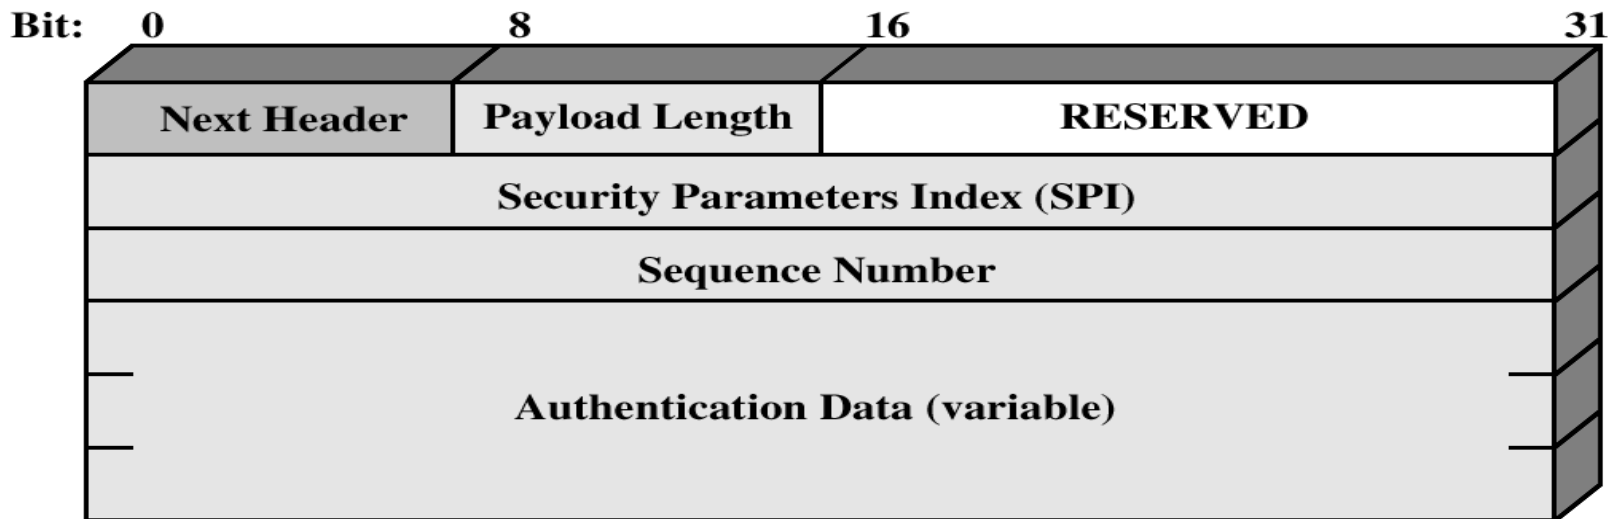 Bit: 0 8 16 31
Next Header Payload Length RESERVED
Security Parameters Index (SPI)
Sequence Number
Authentication Data (variable)